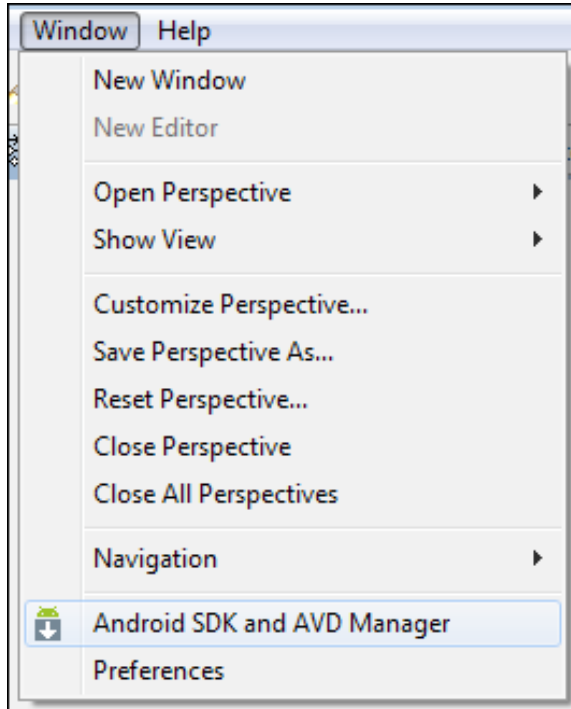 Window Help
New Window
New Editor
Open Perspective
Show View
Customize Perspective...
Save Perspective As...
Reset Perspective...
Close Perspective
Close All Perspectives
Navigation
Android SDK and AVD Manager
Preferences